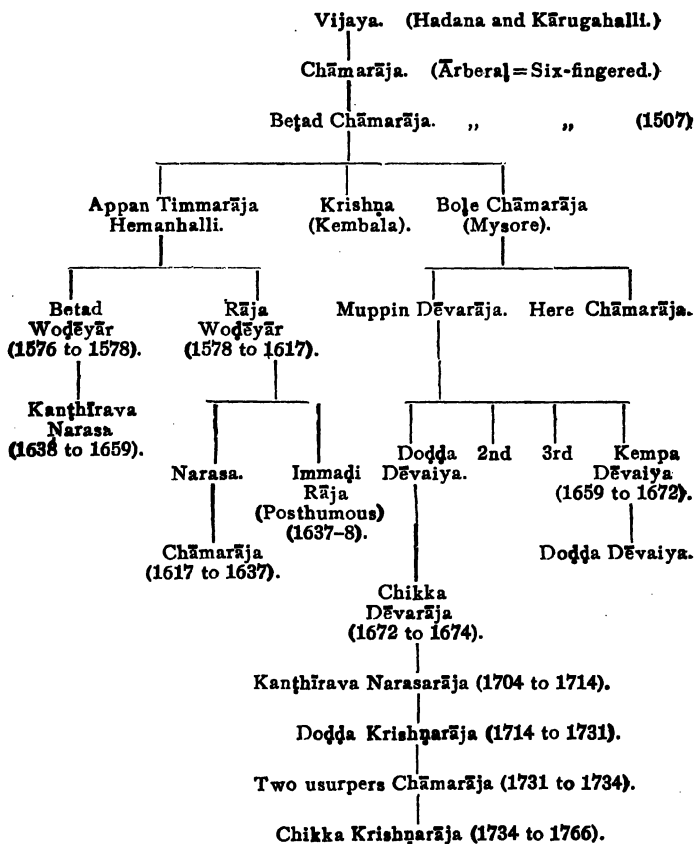 Vijaya. (Hadana and Kārugahalli.)
Chāmarāja. (Ārberaḷ=Six-fingered.)
Beṭad Chāmarāja. ,, ,, (1507)
Appan Timmarāja
Hemanhalli.
Krishṇa
(Kembala).
Boḷe Chāmarāja
(Mysore).
Betad
Woḍēyār
(1576 to 1578).
Rāja
Woḍēyār
(1578 to 1617).
Muppin Dēvarāja.
Here Chāmarāja.
Kanṭhīrava
Narasa
(1638 to 1659).
Narasa.
Immaḍi
Rāja
(Posthumous)
(1637-8).
Doḍḍa
Dēvaiya.
2nd
3rd
Kempa
Dēvaiya
(1659 to 1672).
Chāmarāja
(1617 to 1637).
Doḍḍa Dēvaiya.
Chikka
Dēvarāja
(1672 to 1674).
Kanṭhīrava Narasarāja (1704 to 1714).
Doḍḍa Krishṇarāja (1714 to 1731).
Two usurpers Chāmarāja (1731 to 1734).
Chikka Krishṇarāja (1734 to 1766).